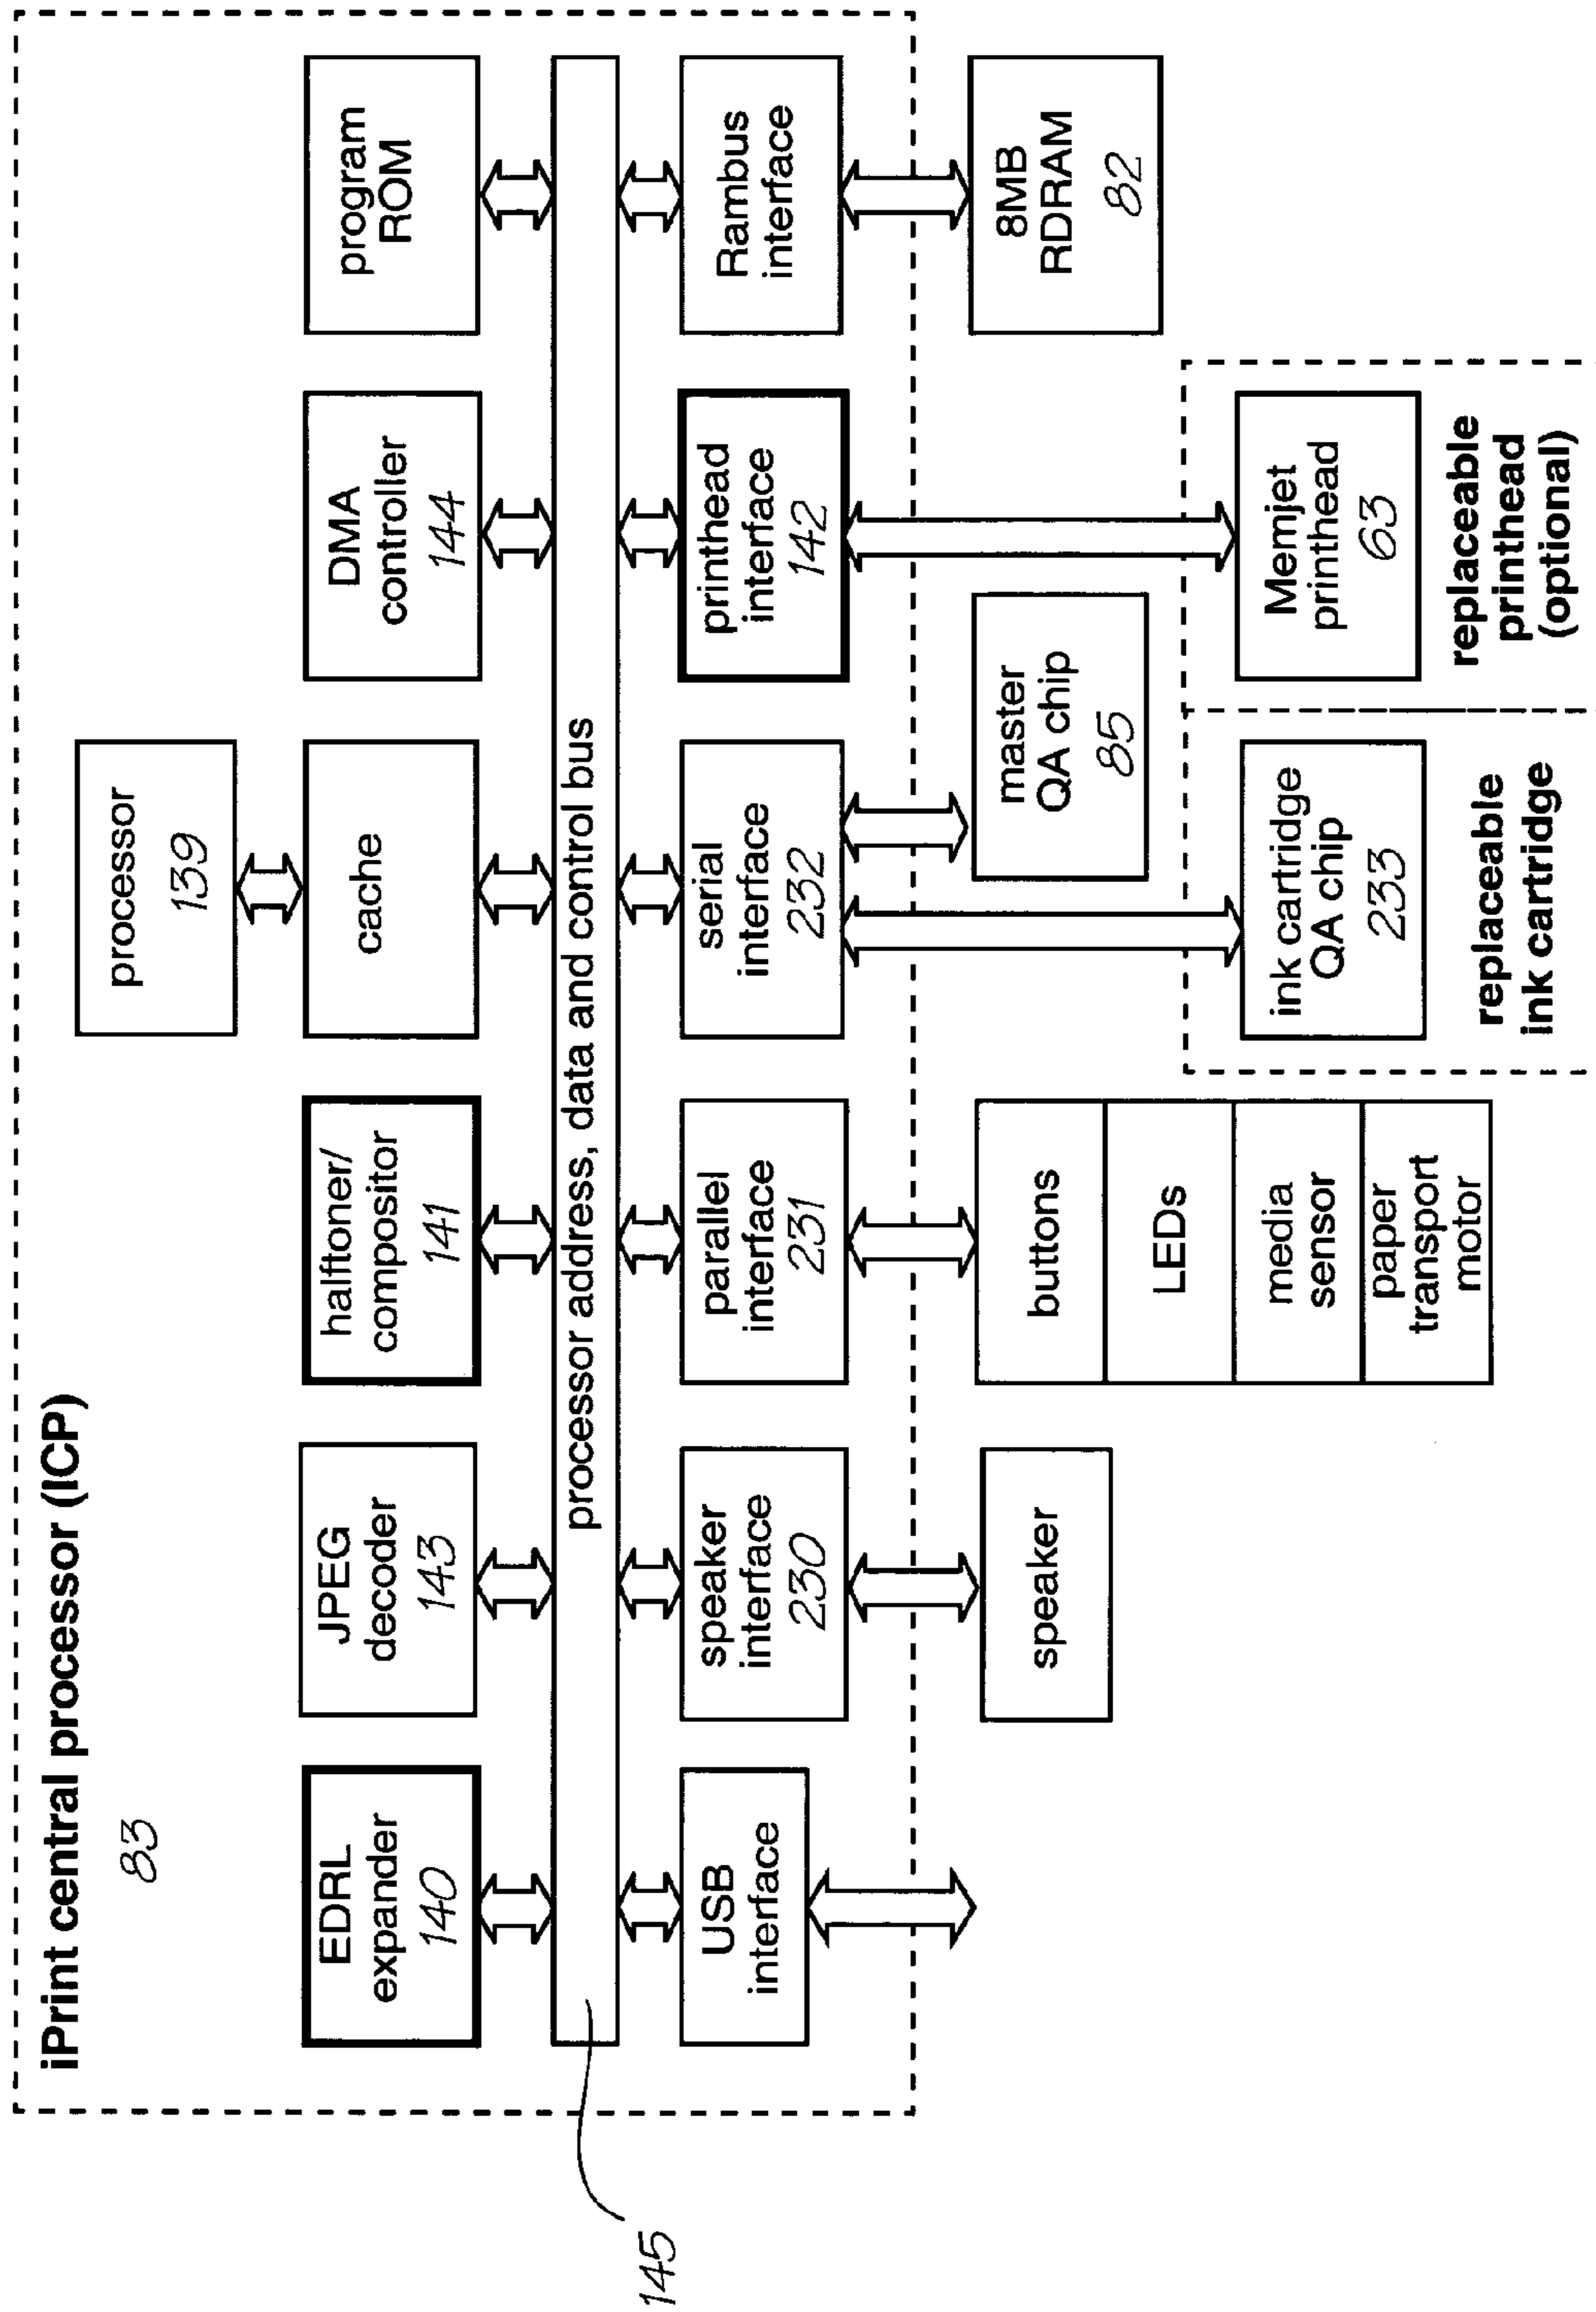 iPrint central processor (ICP)
83
processor
139
EDRL
expander
140
JPEG
decoder
143
halftoner/
compositor
141
cache
DMA
controller
144
program
ROM
processor address, data and control bus
145
USB
interface
speaker
interface
230
parallel
interface
231
serial
interface
232
printhead
interface
142
Rambus
interface
speaker
buttons
LEDs
media
sensor
paper
transport
motor
master
QA chip
85
8MB
RDRAM
82
ink cartridge
QA chip
233
replaceable
ink cartridge
Memjet
printhead
63
replaceable
printhead
(optional)